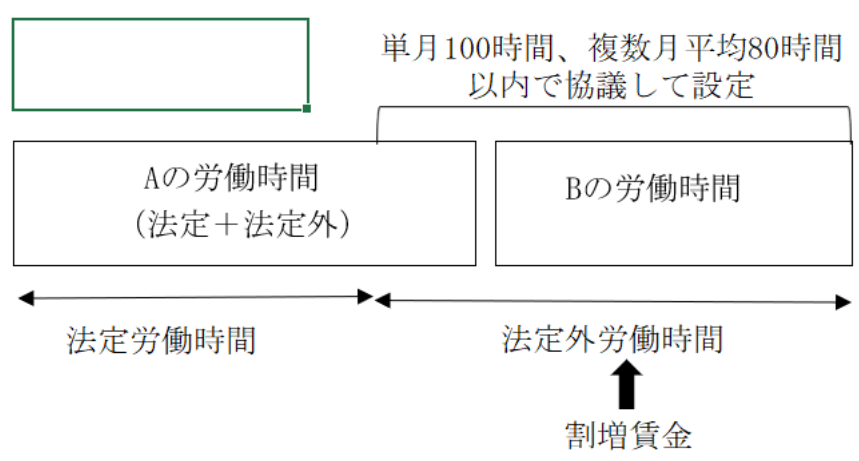 単月100時間、複数月平均80時間
以内で協議して設定
Aの労働時間
（法定＋法定外）
Bの労働時間
法定労働時間
法定外労働時間
割増賃金